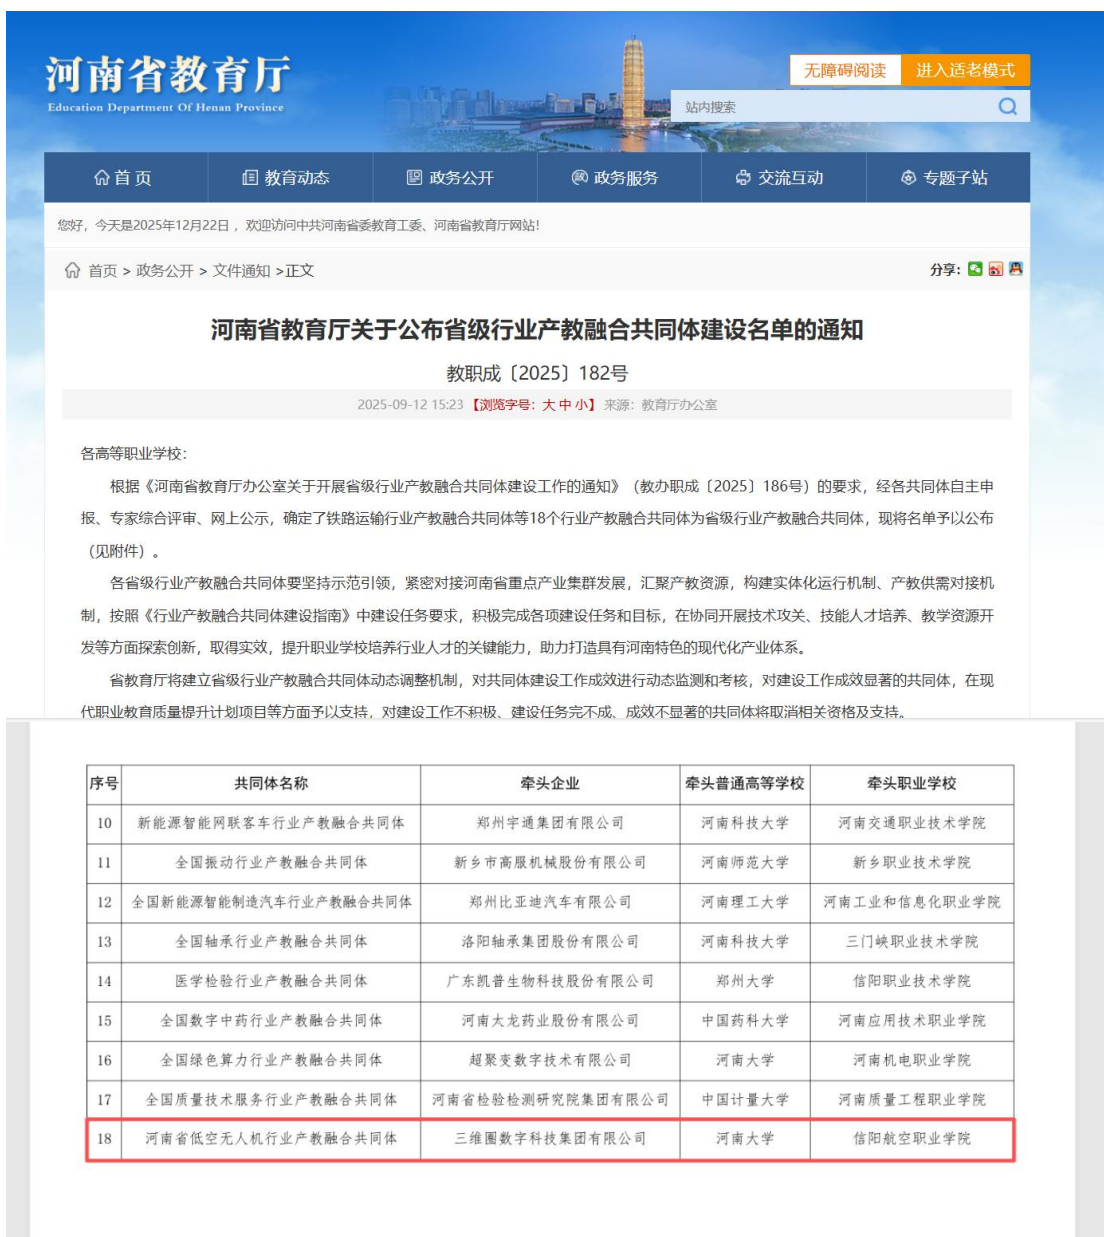 河南省教育厅
Education Department Of Henan Province
无障碍阅读 进入适老模式
站内搜索
首页 教育动态 政务公开 政务服务 交流互动 专题子站
您好，今天是2025年12月22日，欢迎访问中共河南省委教育工委、河南省教育厅网站！
首页 > 政务公开 > 文件通知 >正文 分享：
河南省教育厅关于公布省级行业产教融合共同体建设名单的通知
教职成〔2025〕182号
2025-09-12 15:23 【浏览字号：大 中 小】 来源：教育厅办公室
各高等职业学校：
根据《河南省教育厅办公室关于开展省级行业产教融合共同体建设工作的通知》（教办职成〔2025〕186号）的要求，经各共同体自主申
报、专家综合评审、网上公示，确定了铁路运输行业产教融合共同体等18个行业产教融合共同体为省级行业产教融合共同体，现将名单予以公布
（见附件）。
各省级行业产教融合共同体要坚持示范引领，紧密对接河南省重点产业集群发展，汇聚产教资源，构建实体化运行机制、产教供需对接机
制，按照《行业产教融合共同体建设指南》中建设任务要求，积极完成各项建设任务和目标，在协同开展技术攻关、技能人才培养、教学资源开
发等方面探索创新，取得实效，提升职业学校培养行业人才的关键能力，助力打造具有河南特色的现代化产业体系。
省教育厅将建立省级行业产教融合共同体动态调整机制，对共同体建设工作成效进行动态监测和考核，对建设工作成效显著的共同体，在现
代职业教育质量提升计划项目等方面予以支持，对建设工作不积极、建设任务完不成、成效不显著的共同体将取消相关资格及支持。
序号 共同体名称 牵头企业 牵头普通高等学校 牵头职业学校
10 新能源智能网联客车行业产教融合共同体 郑州宇通集团有限公司 河南科技大学 河南交通职业技术学院
11 全国振动行业产教融合共同体 新乡市高服机械股份有限公司 河南师范大学 新乡职业技术学院
12 全国新能源智能制造汽车行业产教融合共同体 郑州比亚迪汽车有限公司 河南理工大学 河南工业和信息化职业学院
13 全国轴承行业产教融合共同体 洛阳轴承集团股份有限公司 河南科技大学 三门峡职业技术学院
14 医学检验行业产教融合共同体 广东凯普生物科技股份有限公司 郑州大学 信阳职业技术学院
15 全国数字中药行业产教融合共同体 河南太龙药业股份有限公司 中国药科大学 河南应用技术职业学院
16 全国绿色算力行业产教融合共同体 超聚变数字技术有限公司 河南大学 河南机电职业学院
17 全国质量技术服务行业产教融合共同体 河南省检验检测研究院集团有限公司 中国计量大学 河南质量工程职业学院
18 河南省低空无人机行业产教融合共同体 三维圈数字科技集团有限公司 河南大学 信阳航空职业学院